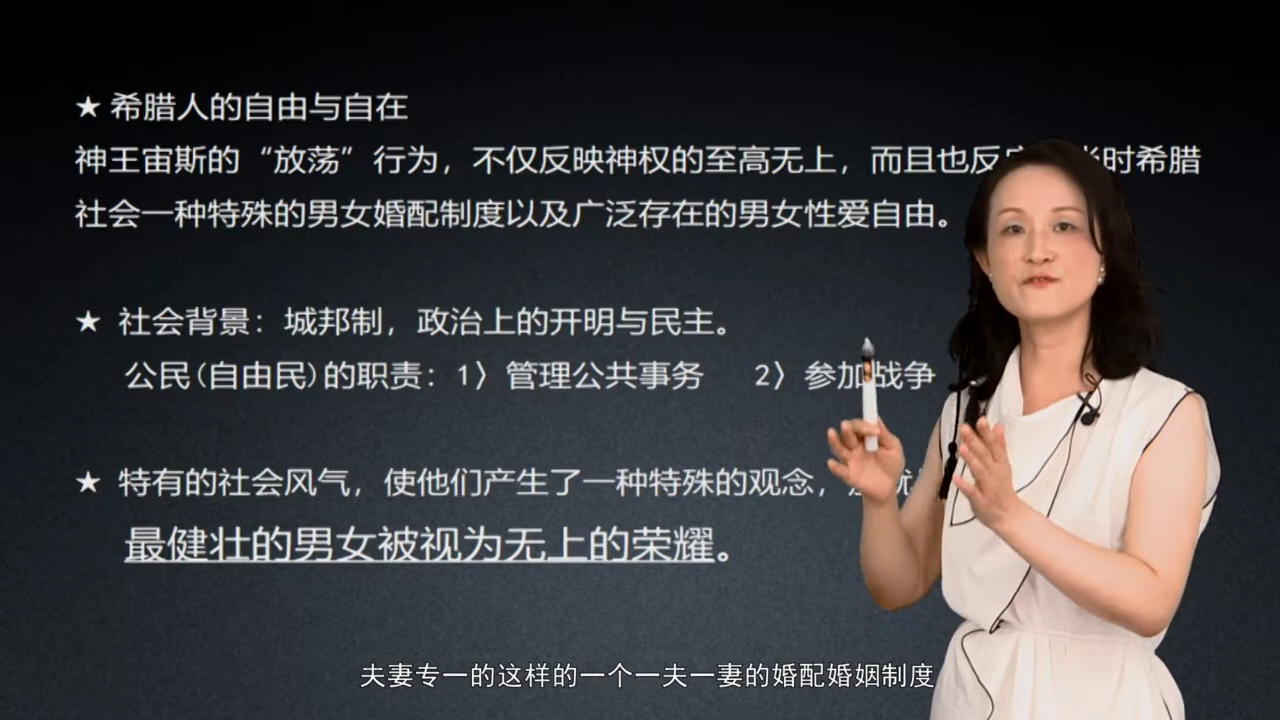 ★ 希腊人的自由与自在
神王宙斯的“放荡”行为，不仅反映神权的至高无上，而且也反 当时希腊
社会一种特殊的男女婚配制度以及广泛存在的男女性爱自由。
★ 社会背景：城邦制，政治上的开明与民主。
公民(自由民)的职责：1〉管理公共事务 2〉参加战争
★ 特有的社会风气，使他们产生了一种特殊的观念，
最健壮的男女被视为无上的荣耀。
夫妻专一的这样的一个一夫一妻的婚配婚姻制度